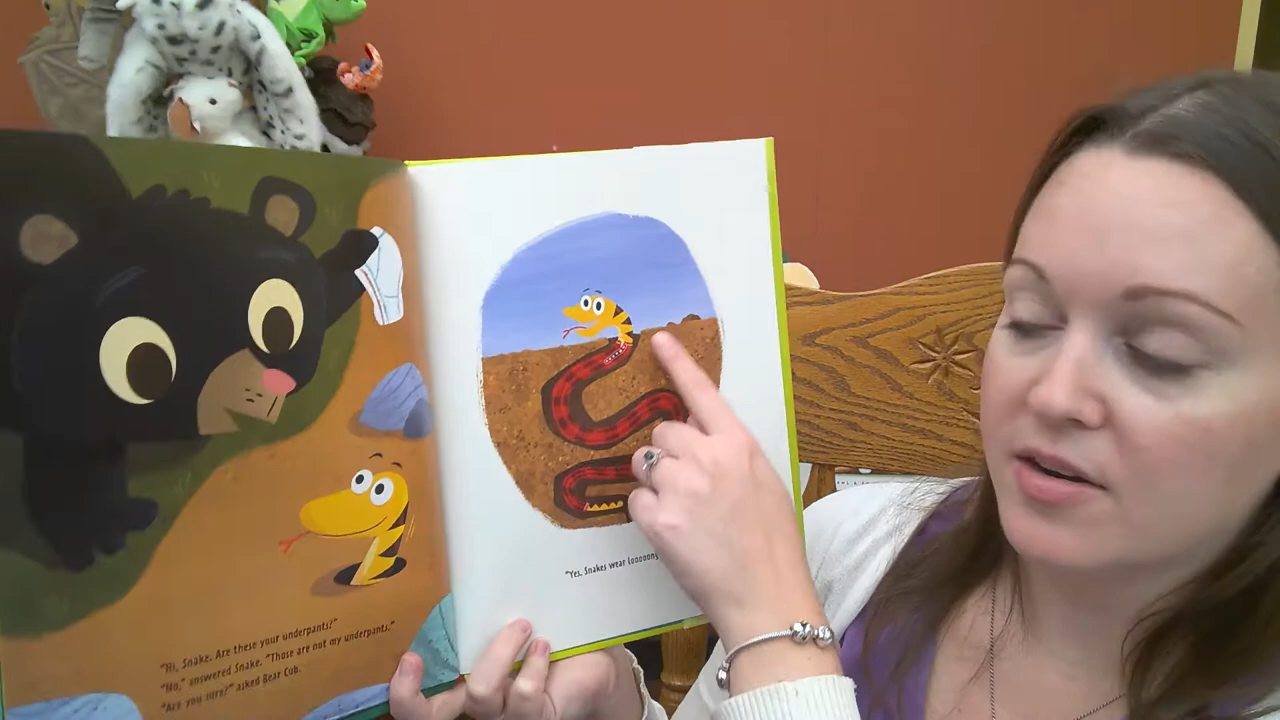 "Hi, Snake. Are these your underpants?"
"No," answered Snake. "Those are not my underpants."
"Are you sure?" asked Bear Cub.
"Yes. Snakes wear looooong